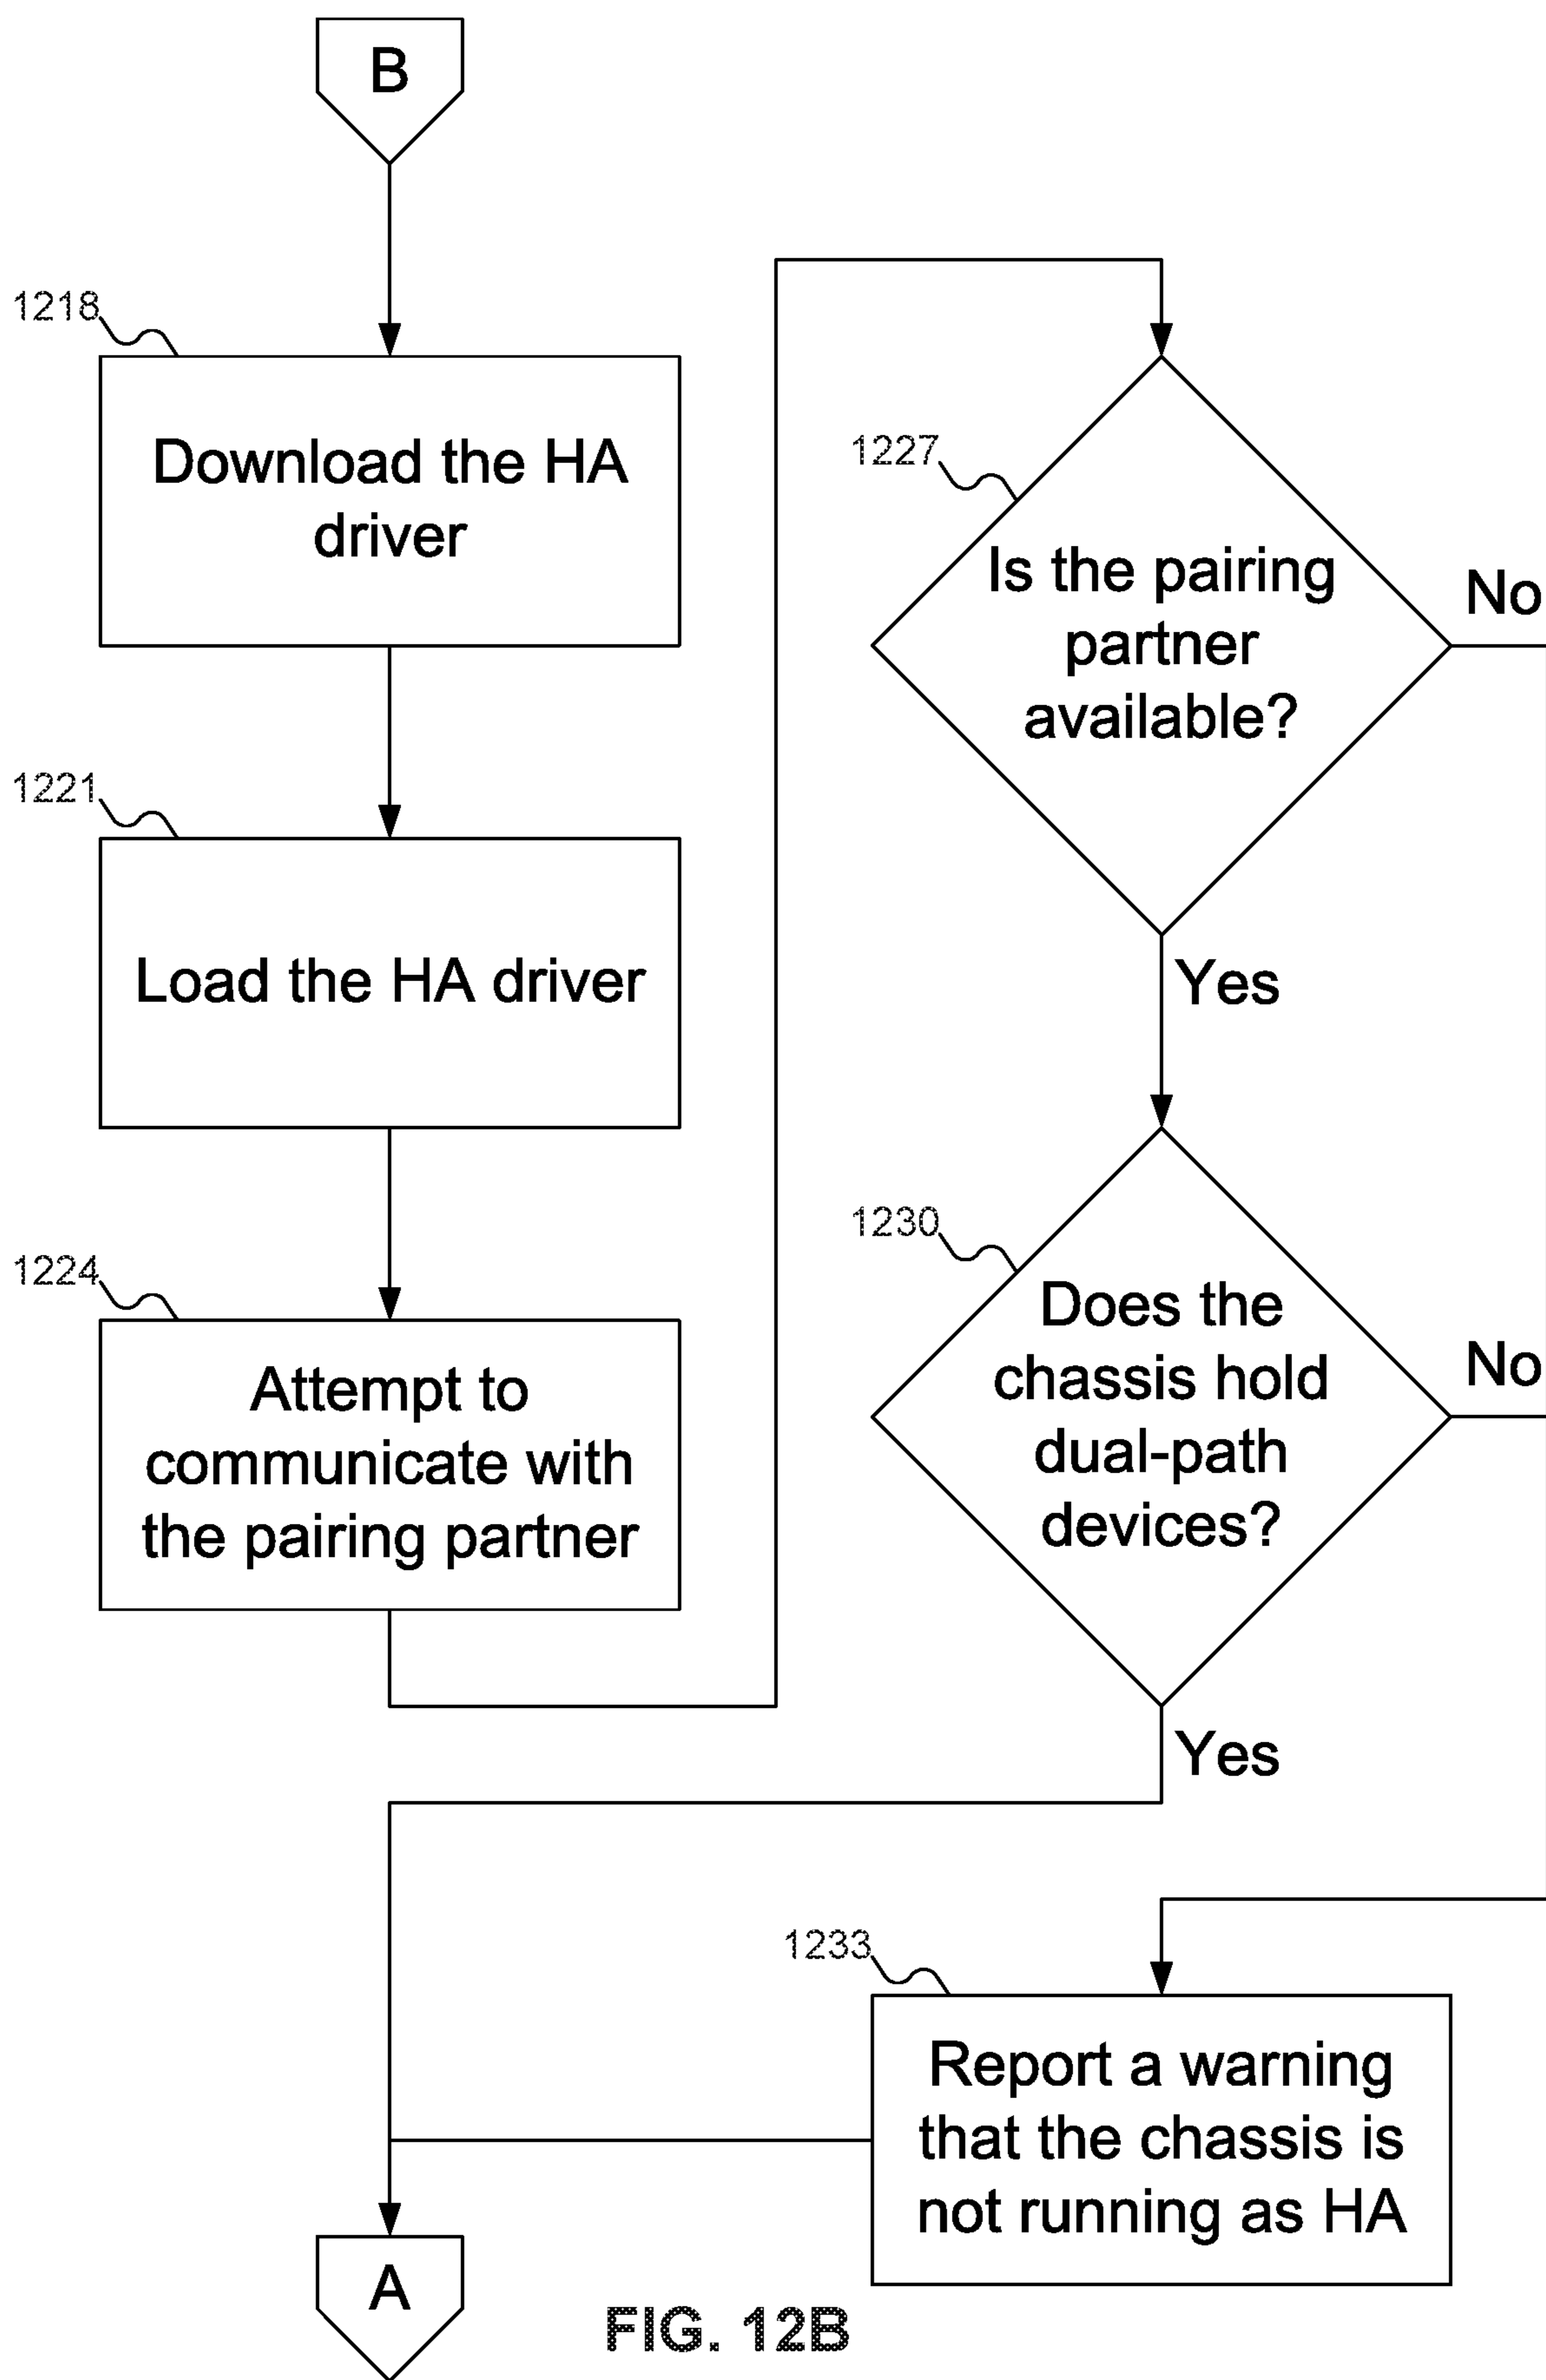 B
1218
Download the HA
driver
1221
Load the HA driver
1224
Attempt to
communicate with
the pairing partner
1227
Is the pairing
partner
available?
No
Yes
1230
Does the
chassis hold
dual-path
devices?
No
Yes
1233
Report a warning
that the chassis is
not running as HA
A
FIG. 12B